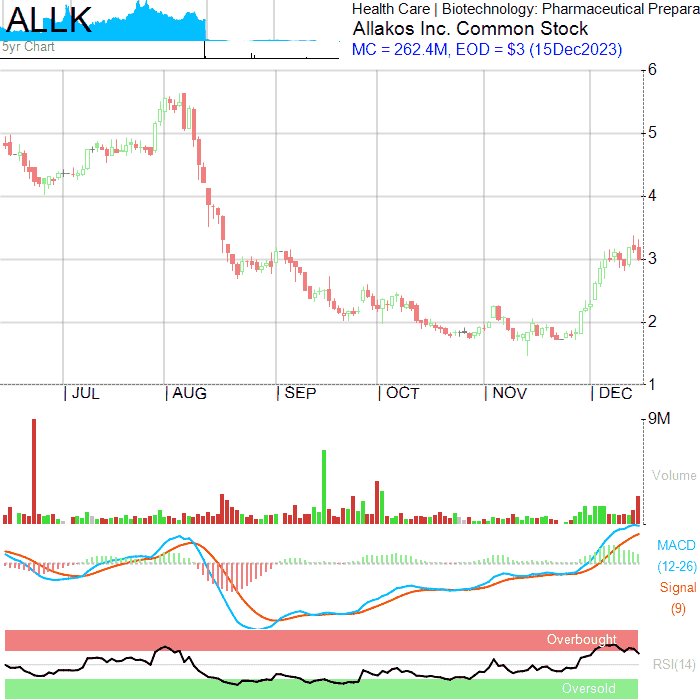 ALLK
5yr Chart
Health Care | Biotechnology: Pharmaceutical Prepara
Allakos Inc. Common Stock
MC = 262.4M, EOD = $3 (15Dec2023)
6
5
4
3
2
1
| JUL | AUG | SEP | OCT | NOV | DEC
9M
Volume
MACD
(12-26)
Signal
(9)
Overbought
RSI(14)
Oversold